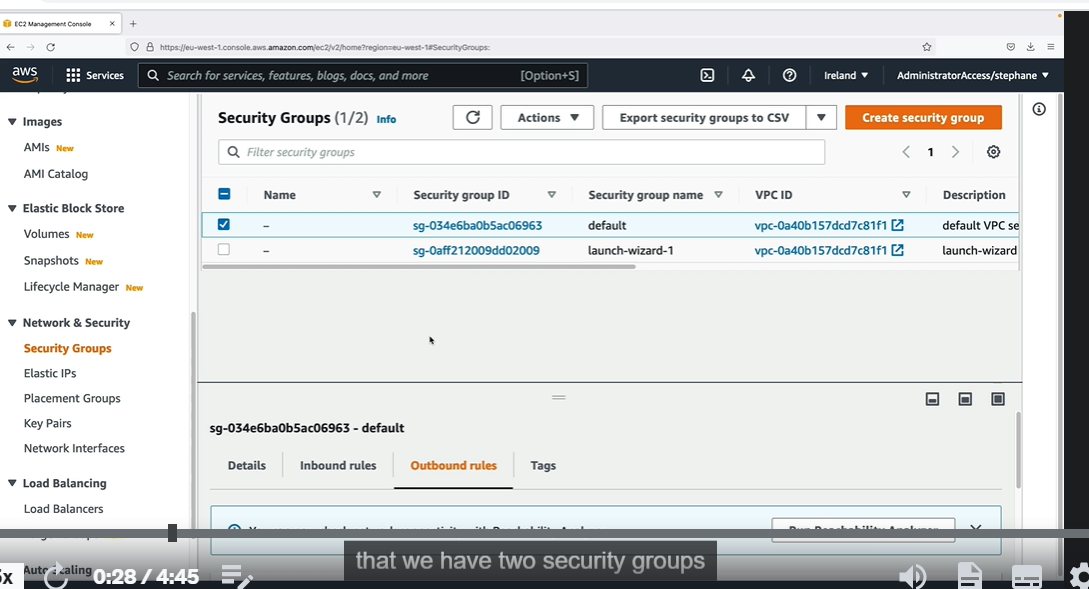 EC2 Management Console
https://eu-west-1.console.aws.amazon.com/ec2/v2/home?region=eu-west-1#SecurityGroups:
aws
Services
Search for services, features, blogs, docs, and more
[Option+S]
Ireland
AdministratorAccess/stephane
Images
AMIs New
AMI Catalog
Elastic Block Store
Volumes New
Snapshots New
Lifecycle Manager New
Network & Security
Security Groups
Elastic IPs
Placement Groups
Key Pairs
Network Interfaces
Load Balancing
Load Balancers
Security Groups (1/2) Info
Actions
Export security groups to CSV
Create security group
Filter security groups
1
Name Security group ID Security group name VPC ID Description
– sg-034e6ba0b5ac06963 default vpc-0a40b157dcd7c81f1 default VPC se
– sg-0aff212009dd02009 launch-wizard-1 vpc-0a40b157dcd7c81f1 launch-wizard
sg-034e6ba0b5ac06963 - default
Details Inbound rules Outbound rules Tags
that we have two security groups
0:28 / 4:45